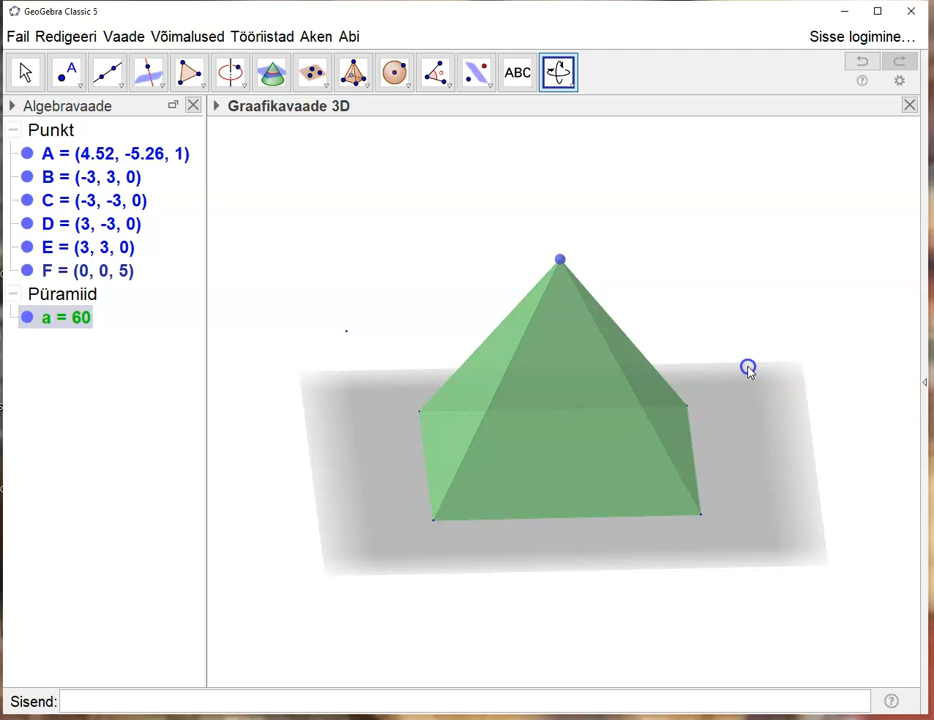 GeoGebra Classic 5
Fail Redigeeri Vaade Võimalused Tööriistad Aken Abi
Sisse logimine...
ABC
Algebravaade
Graafikavaade 3D
Punkt
A = (4.52, -5.26, 1)
B = (-3, 3, 0)
C = (-3, -3, 0)
D = (3, -3, 0)
E = (3, 3, 0)
F = (0, 0, 5)
Püramiid
a = 60
Sisend: